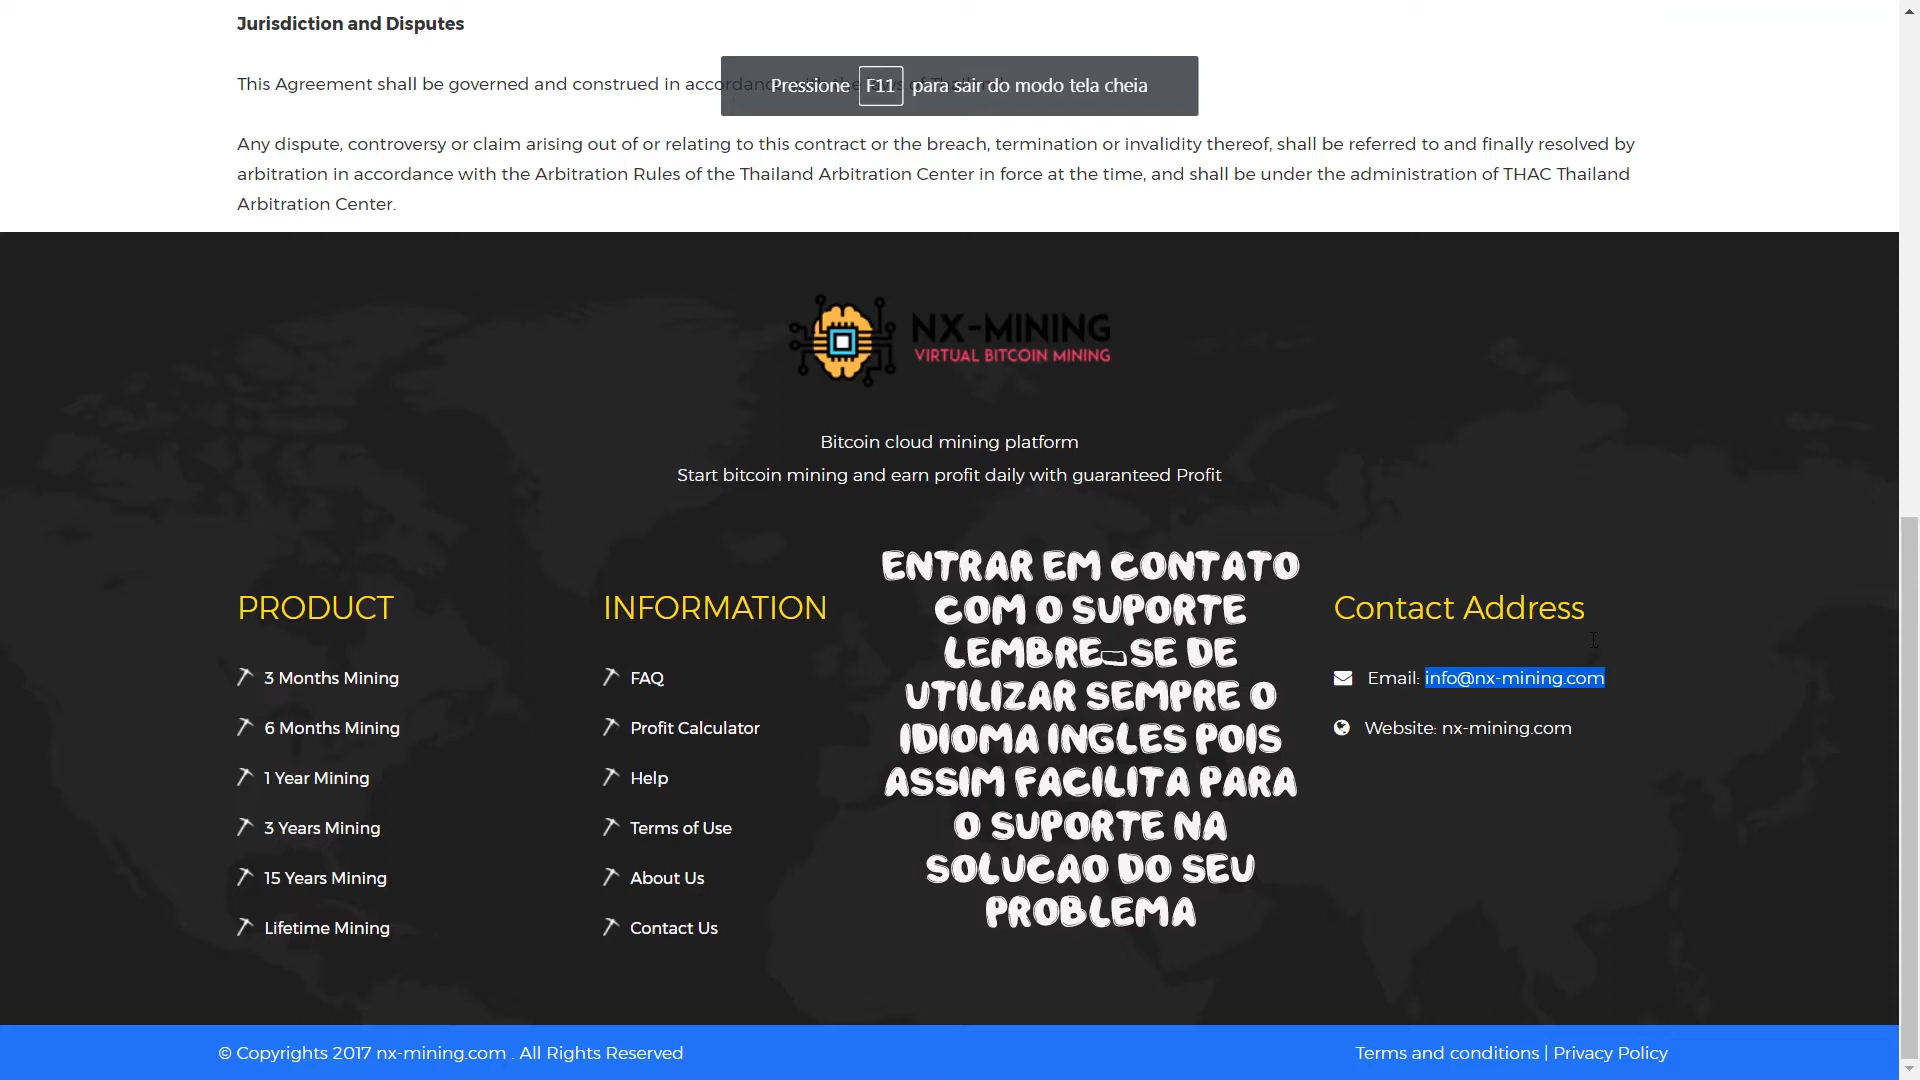 Jurisdiction and Disputes
This Agreement shall be governed and construed in accordance with the laws of Thailand.
Pressione F11 para sair do modo tela cheia
Any dispute, controversy or claim arising out of or relating to this contract or the breach, termination or invalidity thereof, shall be referred to and finally resolved by
arbitration in accordance with the Arbitration Rules of the Thailand Arbitration Center in force at the time, and shall be under the administration of THAC Thailand
Arbitration Center.
NX-MINING
VIRTUAL BITCOIN MINING
Bitcoin cloud mining platform
Start bitcoin mining and earn profit daily with guaranteed Profit
PRODUCT
3 Months Mining
6 Months Mining
1 Year Mining
3 Years Mining
15 Years Mining
Lifetime Mining
INFORMATION
FAQ
Profit Calculator
Help
Terms of Use
About Us
Contact Us
ENTRAR EM CONTATO
COM O SUPORTE
LEMBRE-SE DE
UTILIZAR SEMPRE O
IDIOMA INGLES POIS
ASSIM FACILITA PARA
O SUPORTE NA
SOLUCAO DO SEU
PROBLEMA
Contact Address
Email: info@nx-mining.com
Website: nx-mining.com
© Copyrights 2017 nx-mining.com . All Rights Reserved
Terms and conditions | Privacy Policy